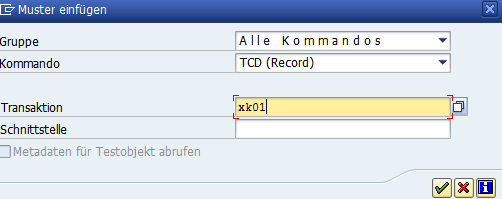 Muster einfügen
Gruppe Alle Kommandos
Kommando TCD (Record)
Transaktion xk01
Schnittstelle
Metadaten für Testobjekt abrufen